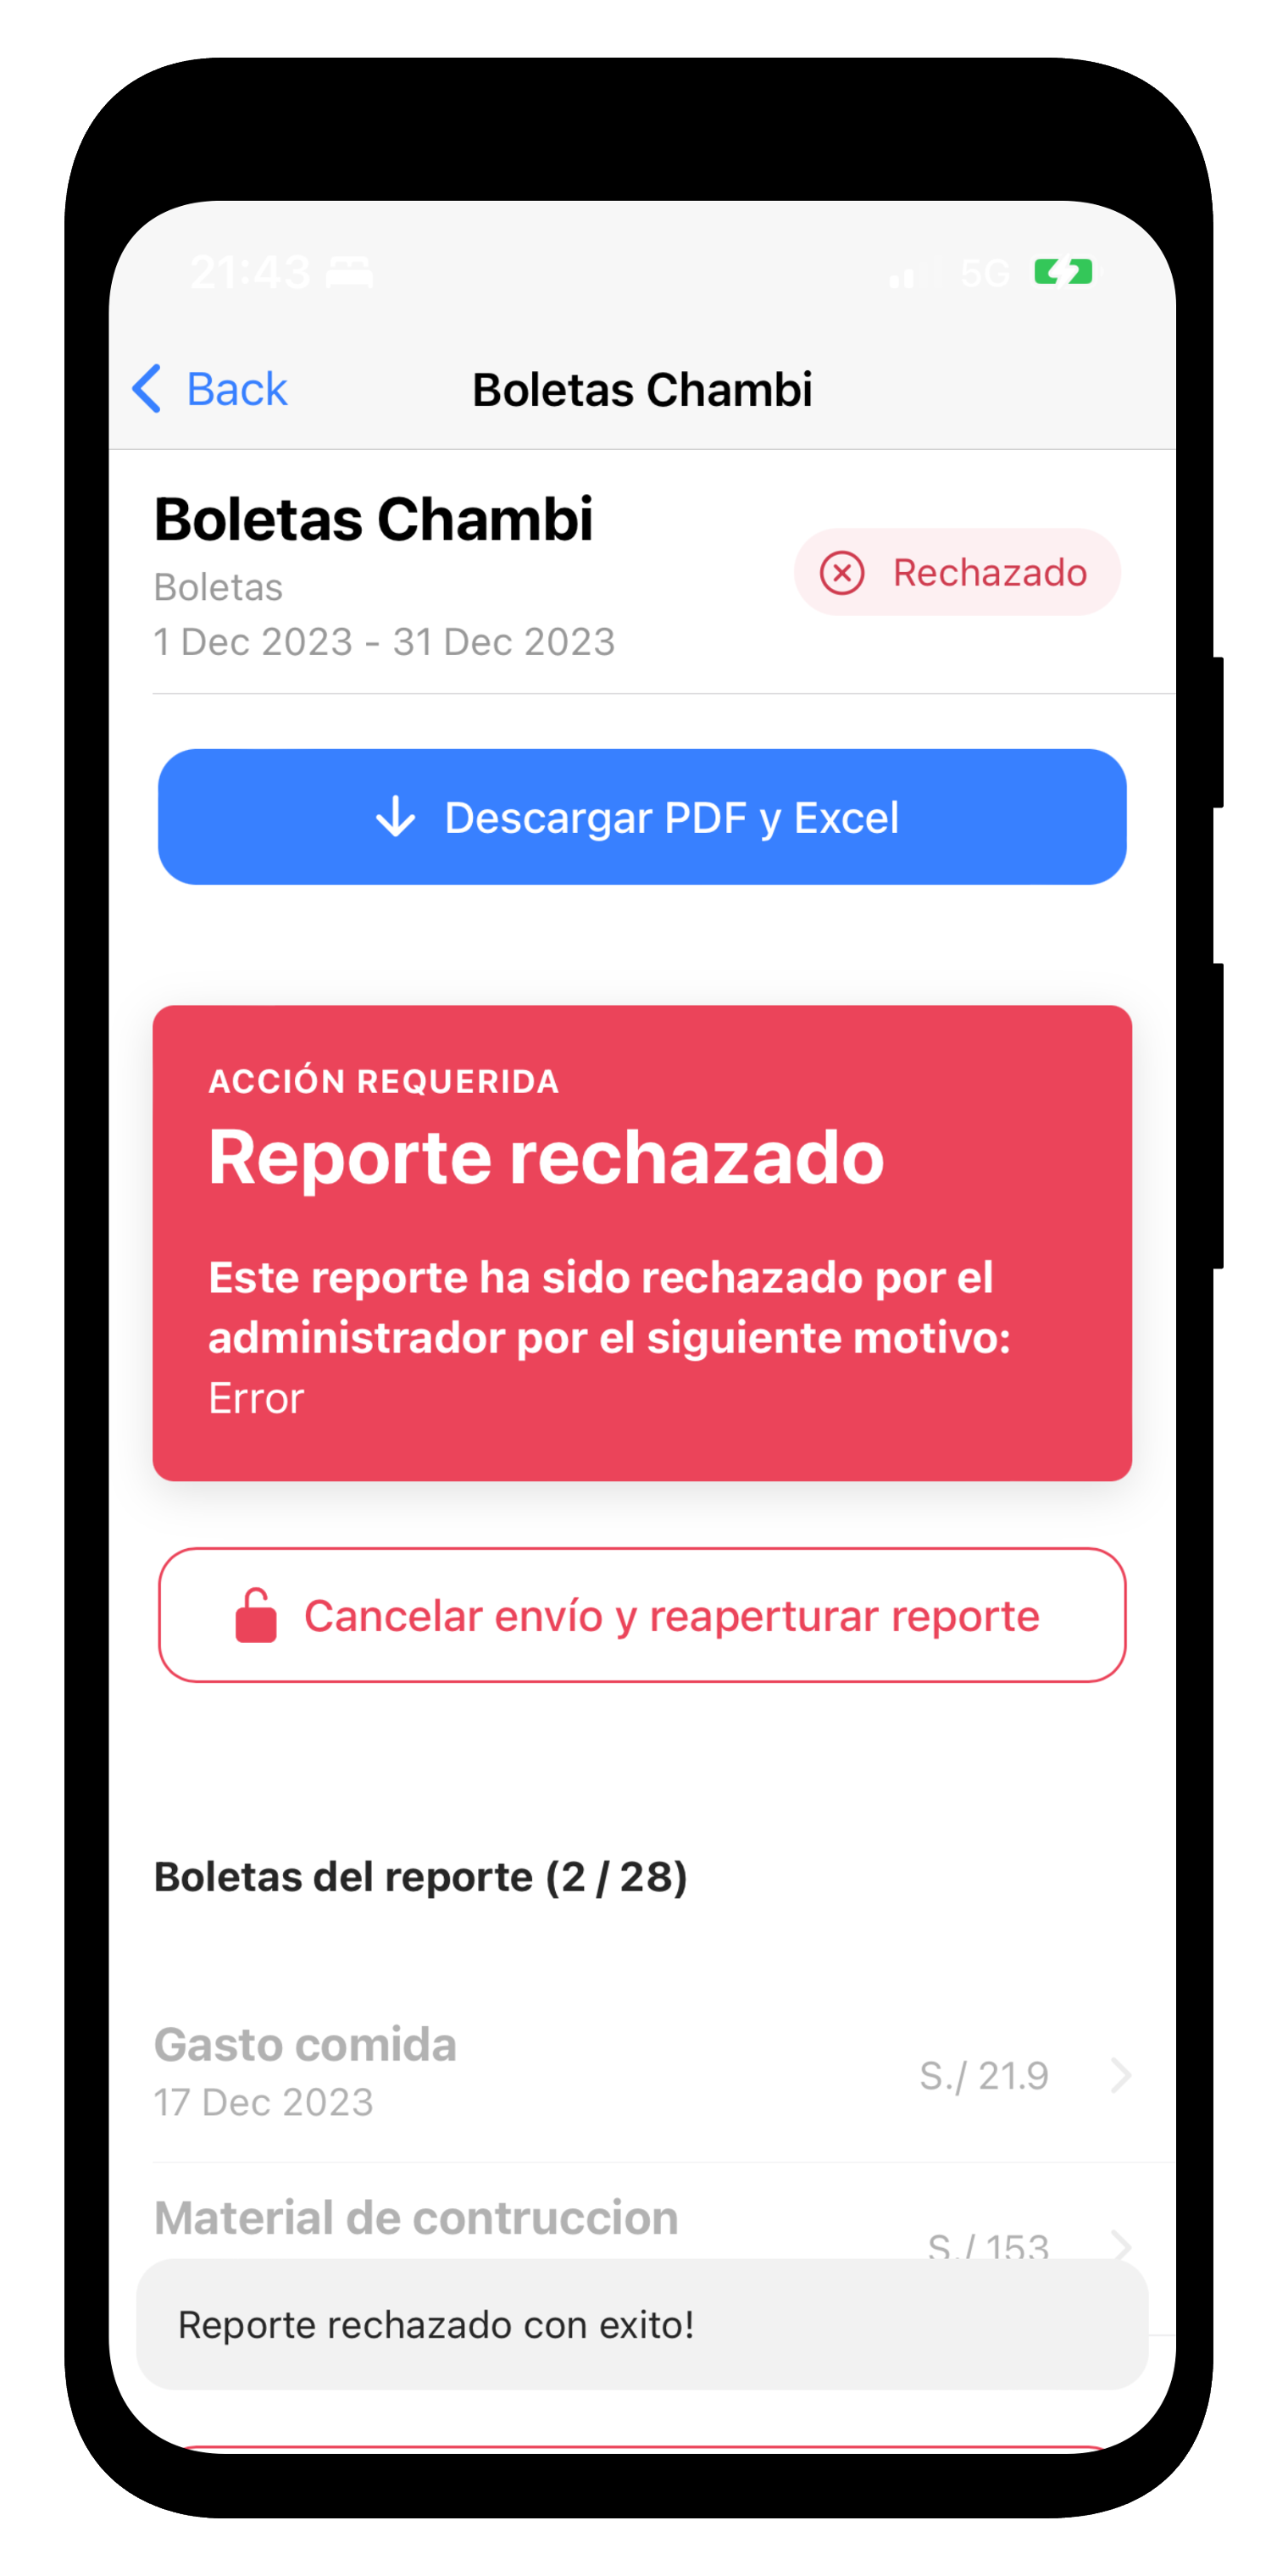 21:43
5G
Back
Boletas Chambi
Boletas Chambi
Boletas
1 Dec 2023 - 31 Dec 2023
Rechazado
Descargar PDF y Excel
ACCIÓN REQUERIDA
Reporte rechazado
Este reporte ha sido rechazado por el
administrador por el siguiente motivo:
Error
Cancelar envío y reaperturar reporte
Boletas del reporte (2 / 28)
Gasto comida
17 Dec 2023
S./ 21.9
Material de contruccion
S./ 153
Reporte rechazado con exito!